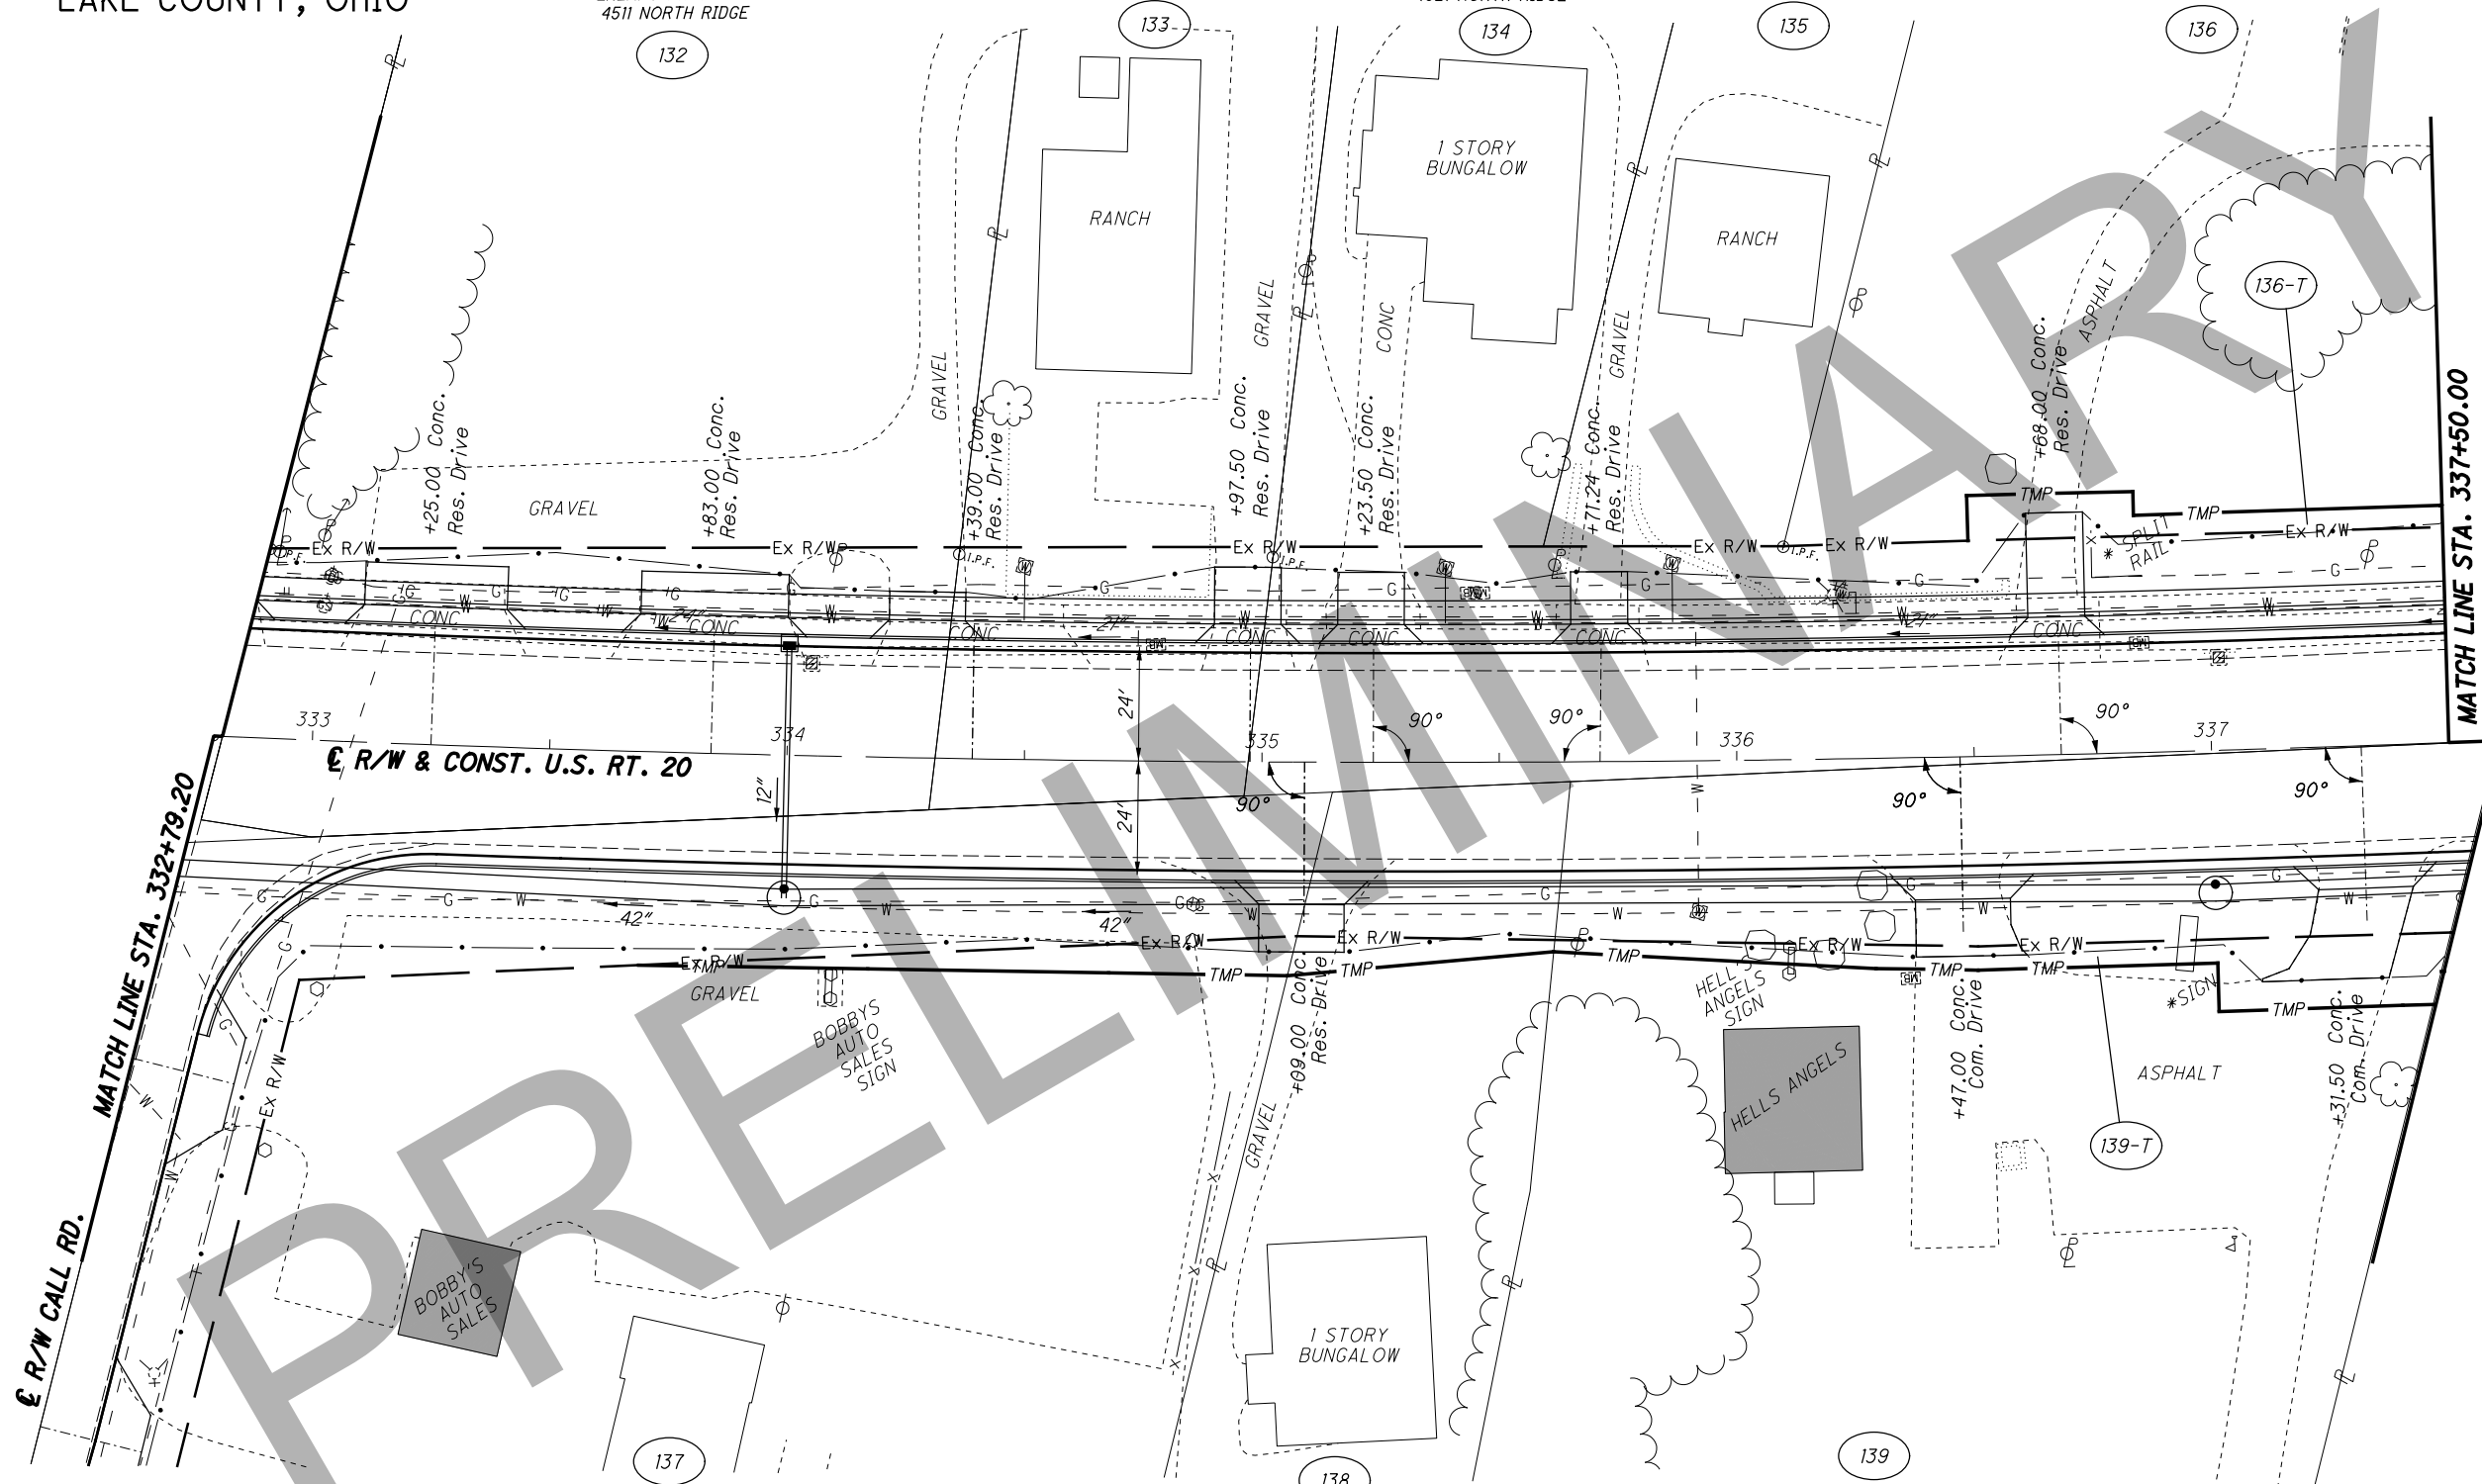 LAKE COUNTY, OHIO
4511 NORTH RIDGE
132
133
134
135
136
1 STORY
BUNGALOW
RANCH
RANCH
136-T
GRAVEL
GRAVEL
CONC
GRAVEL
ASPHALT
GRAVEL
+25.00 Conc.
Res. Drive
+83.00 Conc.
Res. Drive
+39.00 Conc.
Res. Drive
+97.50 Conc.
Res. Drive
+23.50 Conc.
Res. Drive
+71.24 Conc.
Res. Drive
+68.00 Conc.
Res. Drive
MATCH LINE STA. 337+50.00
TMP
TMP
* SPLIT
RAIL
Ex R/W
Ex R/W
Ex R/W
Ex R/W
Ex R/W
Ex R/W
I.P.F.
I.P.F.
I.P.F.
I.P.F.
CONC
CONC
CONC
CONC
CONC
CONC
CONC
24"
21"
21"
333
334
335
336
337
24'
24'
12"
90°
90°
90°
90°
90°
90°
℄ R/W & CONST. U.S. RT. 20
MATCH LINE STA. 332+79.20
42"
42"
Ex R/W
Ex R/W
Ex R/W
Ex R/W
Ex R/W
Ex R/W
TMP
TMP
TMP
TMP
TMP
TMP
TMP
GRAVEL
BOBBYS
AUTO
SALES
SIGN
+09.00 Conc.
Res. Drive
GRAVEL
HELL'S
ANGELS
SIGN
HELLS ANGELS
+47.00 Conc.
Com. Drive
*SIGN
ASPHALT
139-T
+31.50 Conc.
Com. Drive
℄ R/W CALL RD.
BOBBY'S
AUTO
SALES
1 STORY
BUNGALOW
137
138
139
PRELIMINARY